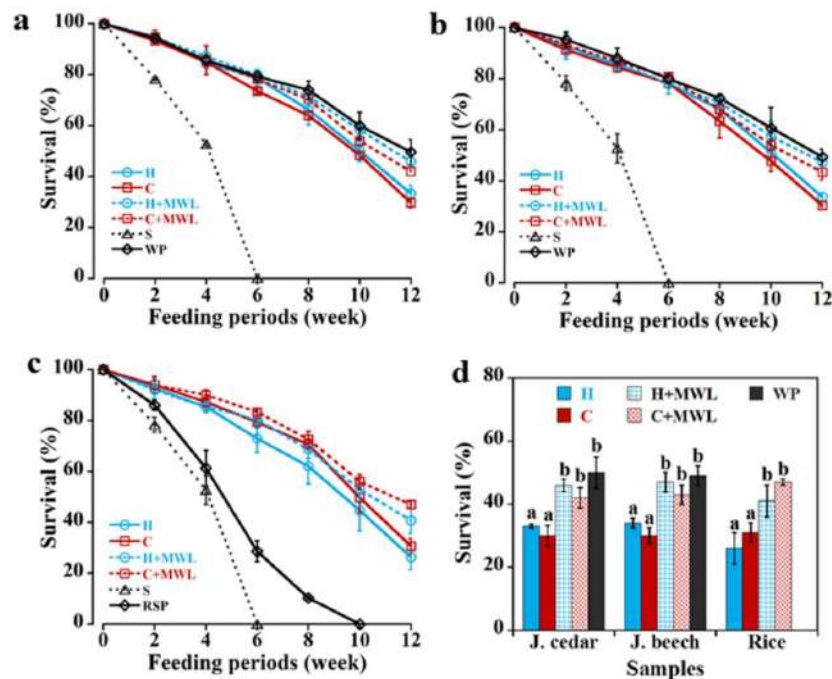 a
Survival (%)
100
80
60
40
20
0
H
C
H+MWL
C+MWL
S
WP
0 2 4 6 8 10 12
Feeding periods (week)
b
Survival (%)
100
80
60
40
20
0
H
C
H+MWL
C+MWL
S
WP
0 2 4 6 8 10 12
Feeding periods (week)
c
Survival (%)
100
80
60
40
20
0
H
C
H+MWL
C+MWL
S
RSP
0 2 4 6 8 10 12
Feeding periods (week)
d
Survival (%)
80
60
40
20
0
H H+MWL WP
C C+MWL
a a b b b a a b b b a a b b
J. cedar J. beech Rice
Samples